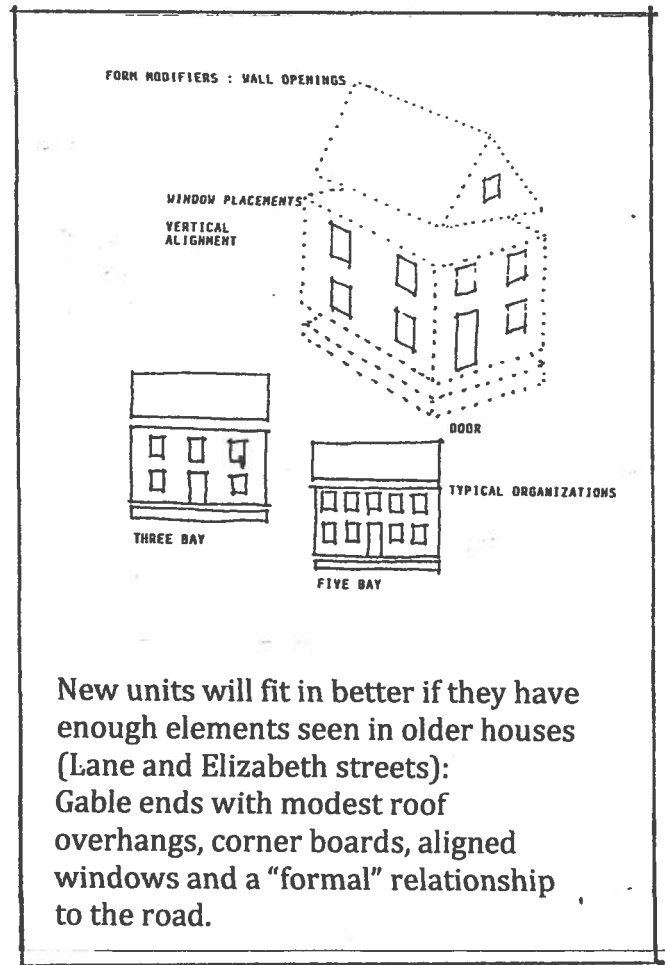 FORM MODIFIERS : WALL OPENINGS
WINDOW PLACEMENTS
VERTICAL
ALIGNMENT
DOOR
TYPICAL ORGANIZATIONS
THREE BAY
FIVE BAY
New units will fit in better if they have
enough elements seen in older houses
(Lane and Elizabeth streets):
Gable ends with modest roof
overhangs, corner boards, aligned
windows and a “formal” relationship
to the road.